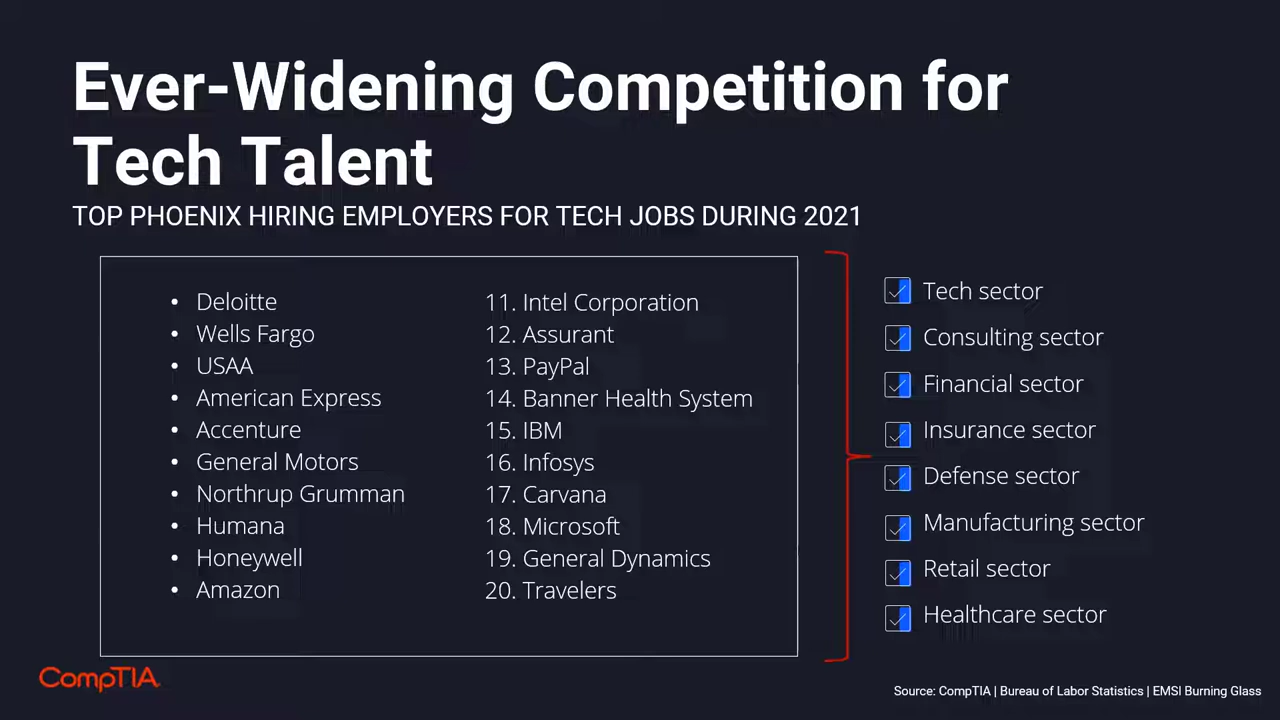 Ever-Widening Competition for
Tech Talent
TOP PHOENIX HIRING EMPLOYERS FOR TECH JOBS DURING 2021
• Deloitte
• Wells Fargo
• USAA
• American Express
• Accenture
• General Motors
• Northrup Grumman
• Humana
• Honeywell
• Amazon
11. Intel Corporation
12. Assurant
13. PayPal
14. Banner Health System
15. IBM
16. Infosys
17. Carvana
18. Microsoft
19. General Dynamics
20. Travelers
Tech sector
Consulting sector
Financial sector
Insurance sector
Defense sector
Manufacturing sector
Retail sector
Healthcare sector
CompTIA
Source: CompTIA | Bureau of Labor Statistics | EMSI Burning Glass